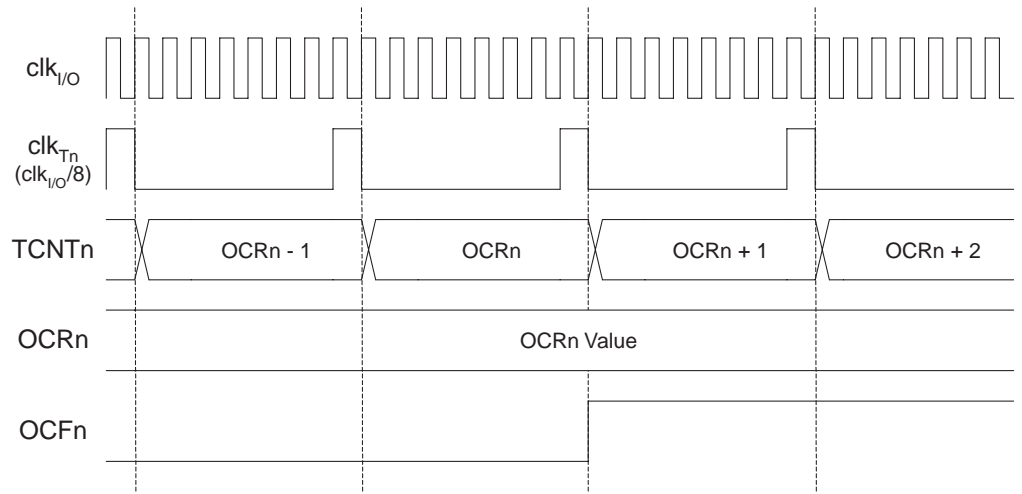 clkI/O
clkTn
(clkI/O/8)
TCNTn
OCRn - 1
OCRn
OCRn + 1
OCRn + 2
OCRn
OCRn Value
OCFn